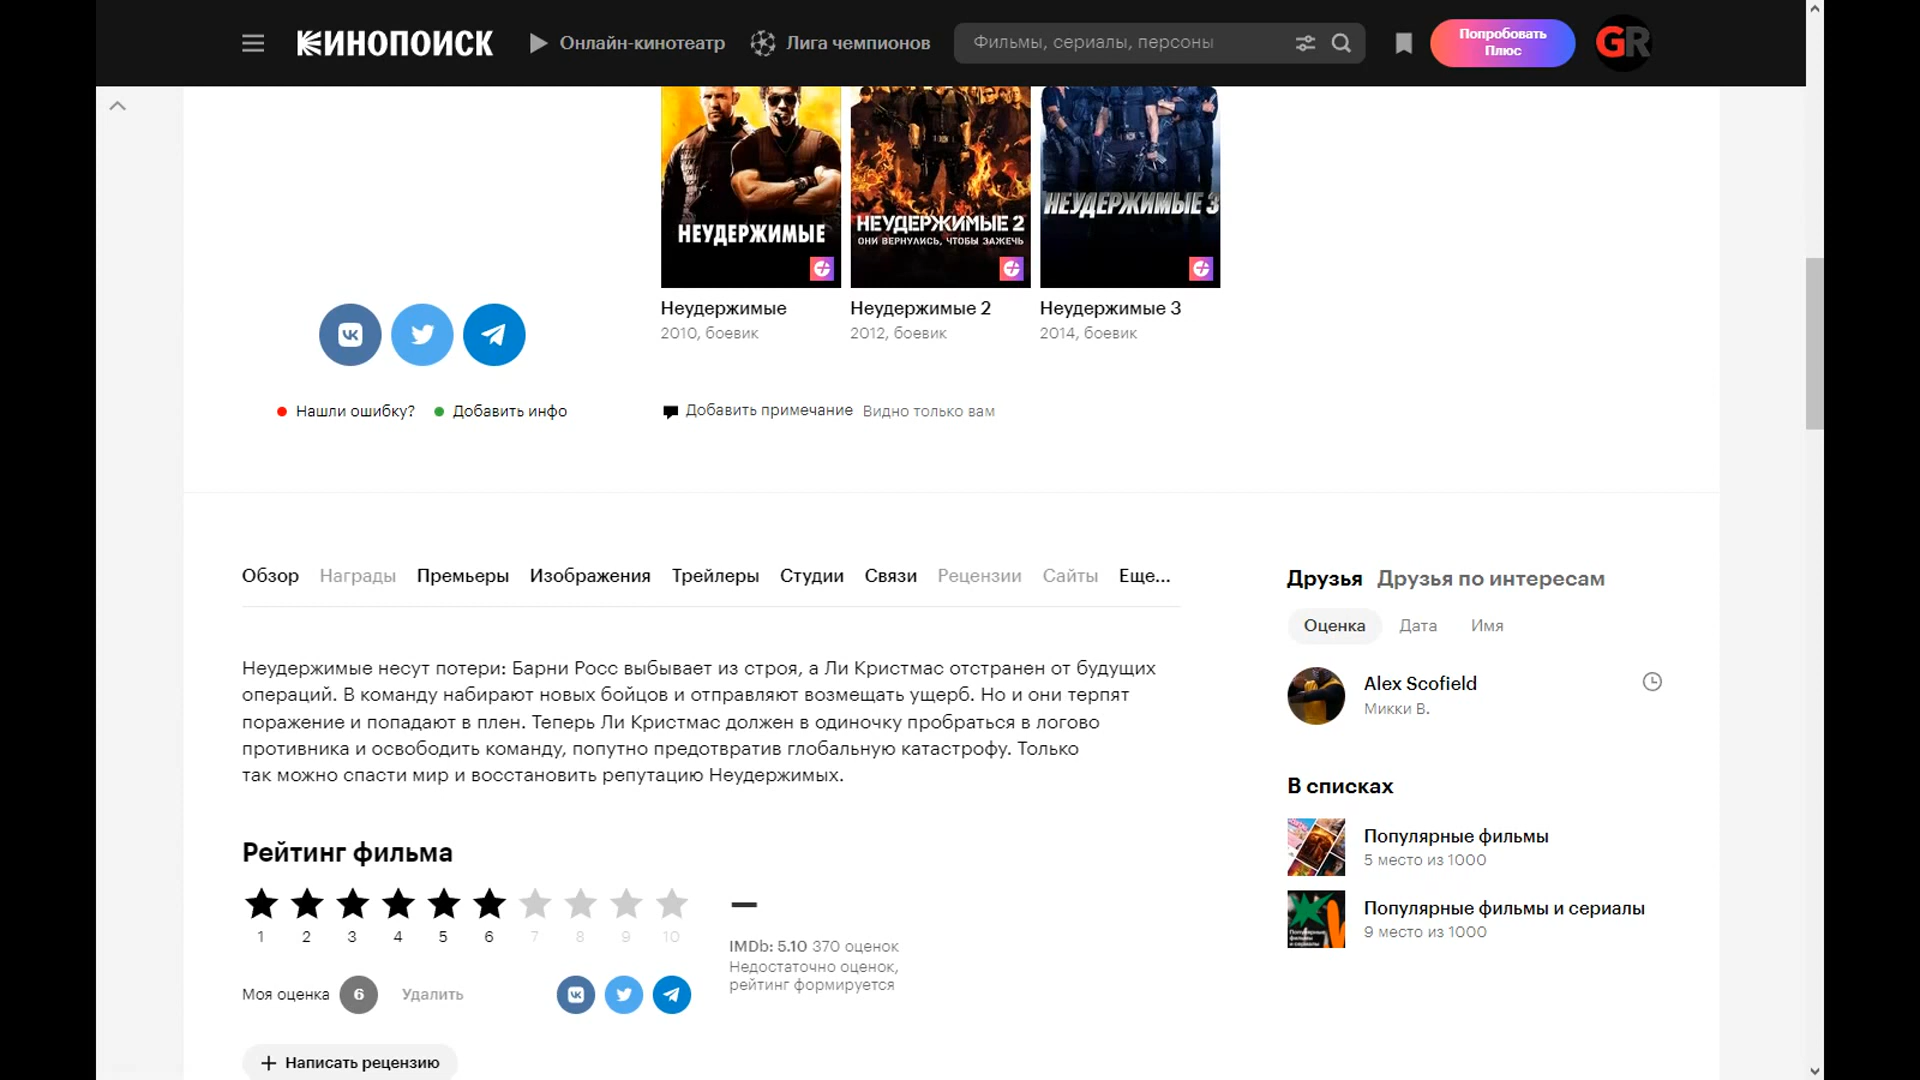 КИНОПОИСК
Онлайн-кинотеатр
Лига чемпионов
Фильмы, сериалы, персоны
Попробовать
Плюс
GR
НЕУДЕРЖИМЫЕ
НЕУДЕРЖИМЫЕ 2
ОНИ ВЕРНУЛИСЬ, ЧТОБЫ ЗАЖЕЧЬ
НЕУДЕРЖИМЫЕ 3
Неудержимые
2010, боевик
Неудержимые 2
2012, боевик
Неудержимые 3
2014, боевик
Нашли ошибку?
Добавить инфо
Добавить примечание Видно только вам
Обзор Награды Премьеры Изображения Трейлеры Студии Связи Рецензии Сайты Еще...
Неудержимые несут потери: Барни Росс выбывает из строя, а Ли Кристмас отстранен от будущих
операций. В команду набирают новых бойцов и отправляют возмещать ущерб. Но и они терпят
поражение и попадают в плен. Теперь Ли Кристмас должен в одиночку пробраться в логово
противника и освободить команду, попутно предотвратив глобальную катастрофу. Только
так можно спасти мир и восстановить репутацию Неудержимых.
Рейтинг фильма
1 2 3 4 5 6 7 8 9 10
Моя оценка 6 Удалить
–
IMDb: 5.10 370 оценок
Недостаточно оценок,
рейтинг формируется
Написать рецензию
Друзья Друзья по интересам
Оценка Дата Имя
Alex Scofield
Микки В.
В списках
Популярные фильмы
5 место из 1000
Популярные фильмы и сериалы
9 место из 1000